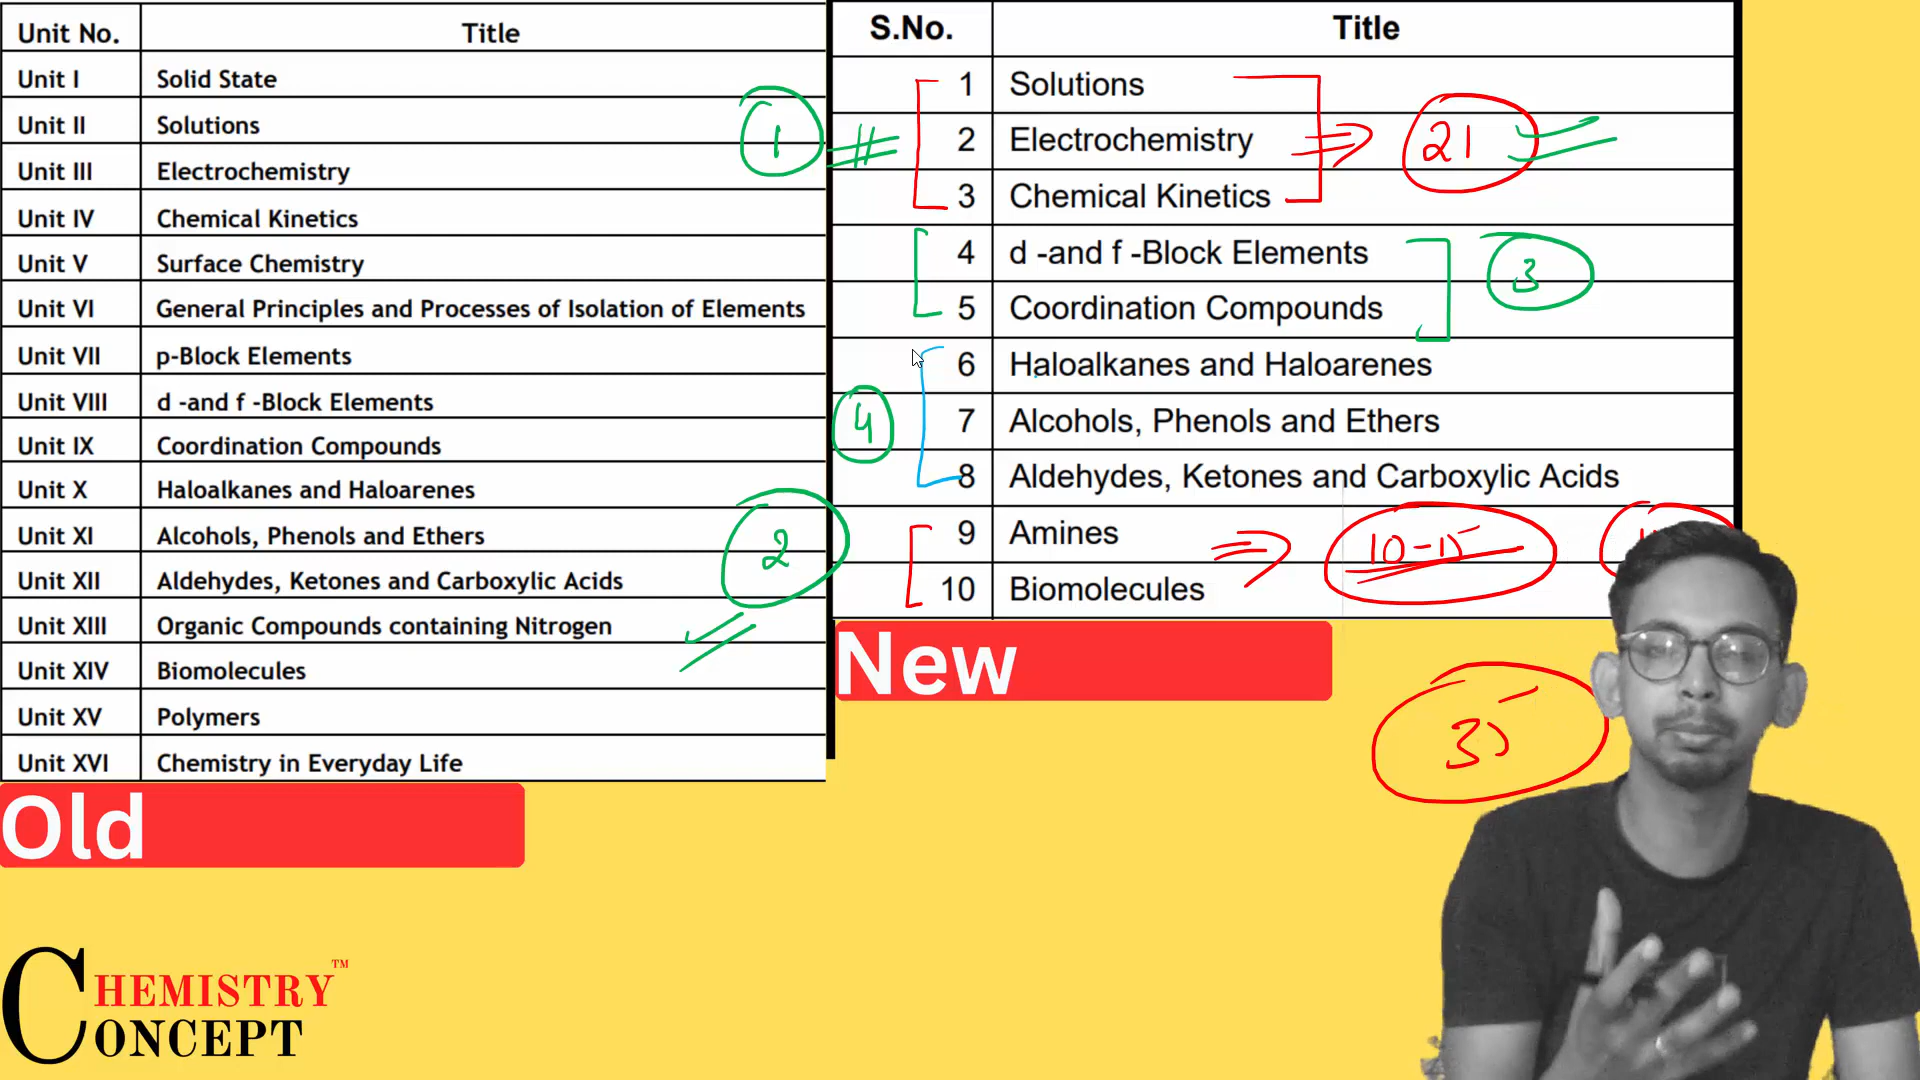 Unit No. Title
Unit I Solid State
Unit II Solutions
Unit III Electrochemistry
Unit IV Chemical Kinetics
Unit V Surface Chemistry
Unit VI General Principles and Processes of Isolation of Elements
Unit VII p-Block Elements
Unit VIII d -and f -Block Elements
Unit IX Coordination Compounds
Unit X Haloalkanes and Haloarenes
Unit XI Alcohols, Phenols and Ethers
Unit XII Aldehydes, Ketones and Carboxylic Acids
Unit XIII Organic Compounds containing Nitrogen
Unit XIV Biomolecules
Unit XV Polymers
Unit XVI Chemistry in Everyday Life
1
2
Old
S.No. Title
1 Solutions
2 Electrochemistry
3 Chemical Kinetics
21
4 d -and f -Block Elements
5 Coordination Compounds
3
6 Haloalkanes and Haloarenes
7 Alcohols, Phenols and Ethers
8 Aldehydes, Ketones and Carboxylic Acids
4
9 Amines
10 Biomolecules
10-15
New
35
CHEMISTRY™
CONCEPT